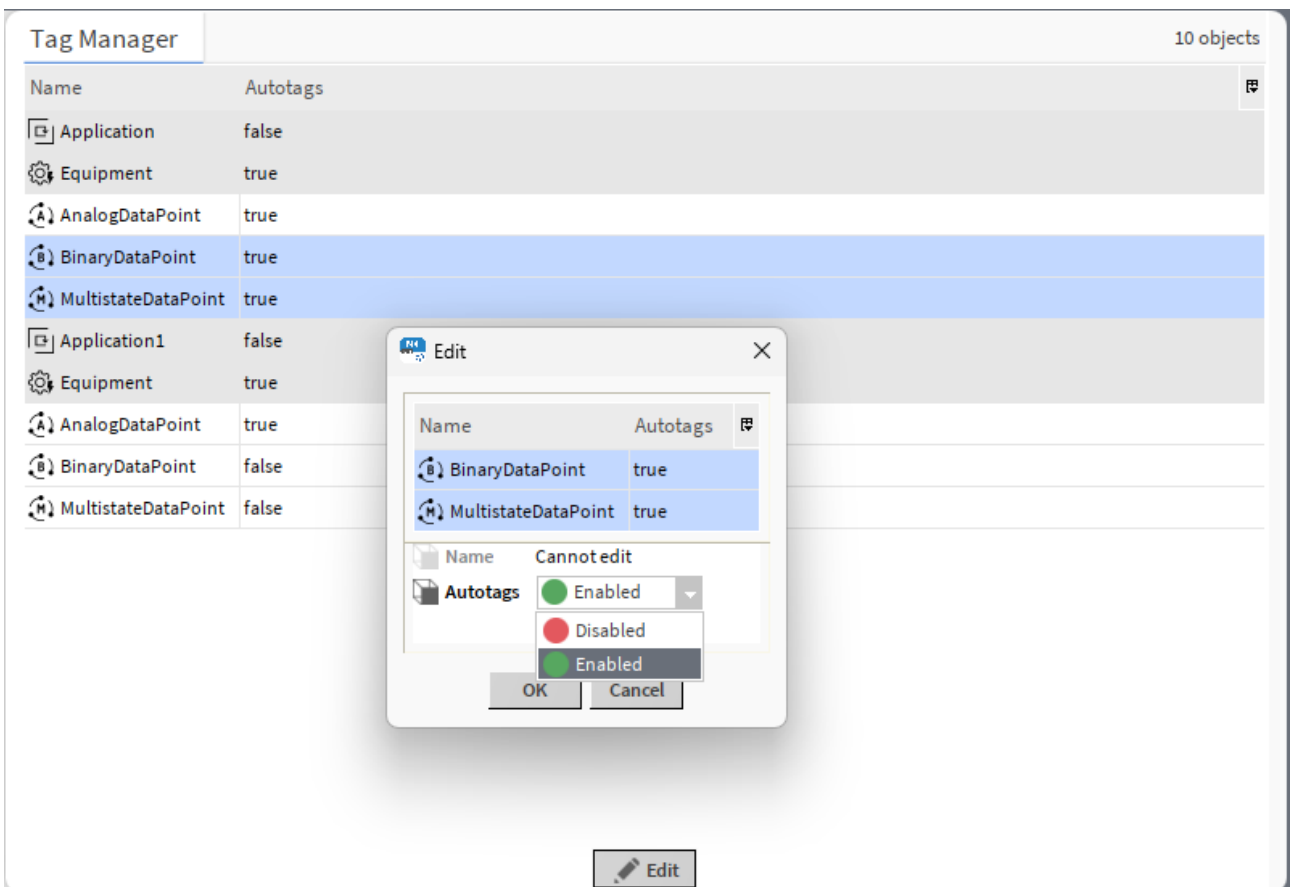 Tag Manager 10 objects
Name Autotags
Application false
Equipment true
A AnalogDataPoint true
B BinaryDataPoint true
M MultistateDataPoint true
Application1 false
Equipment true
A AnalogDataPoint true
B BinaryDataPoint false
M MultistateDataPoint false
N4 Edit
Name Autotags
B BinaryDataPoint true
M MultistateDataPoint true
Name Cannot edit
Autotags Enabled
Disabled
Enabled
OK Cancel
Edit